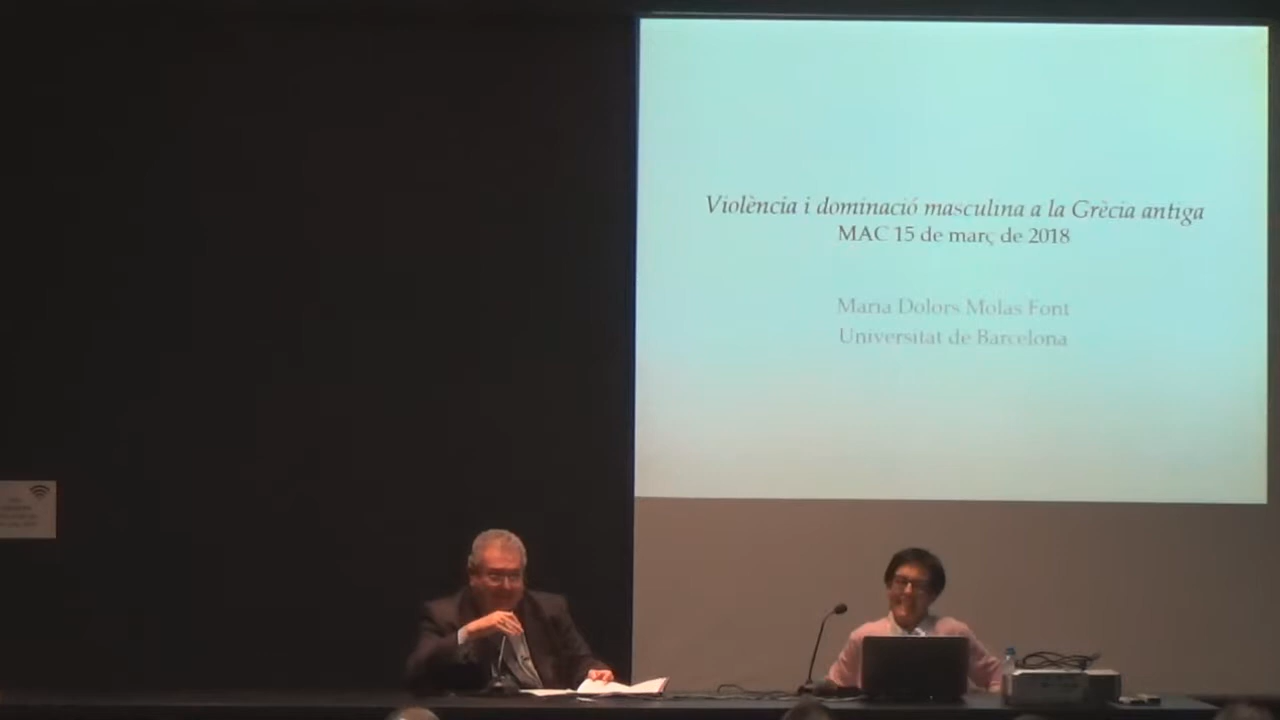 Violència i dominació masculina a la Grècia antiga
MAC 15 de març de 2018
Maria Dolors Molas Font
Universitat de Barcelona